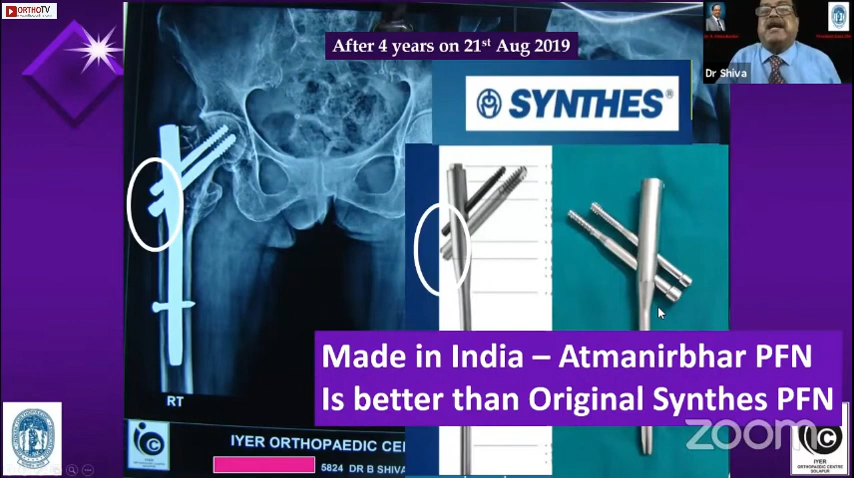 ORTHOTV
After 4 years on 21st Aug 2019
Dr Shiva
SYNTHES®
Made in India – Atmanirbhar PFN
Is better than Original Synthes PFN
RT
zoom
IYER ORTHOPAEDIC CE
5824 DR B SHIVA
IYER
ORTHOPAEDIC CENTRE
SOLAPUR